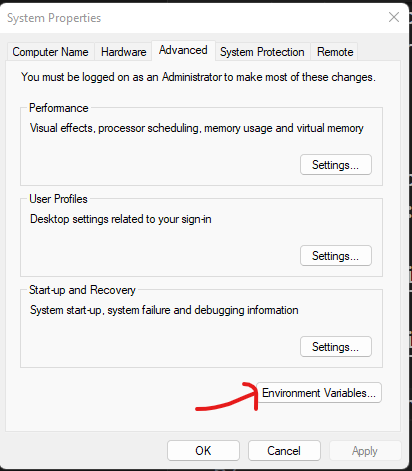 System Properties
Computer Name
Hardware
Advanced
System Protection
Remote
You must be logged on as an Administrator to make most of these changes.
Performance
Visual effects, processor scheduling, memory usage and virtual memory
Settings...
User Profiles
Desktop settings related to your sign-in
Settings...
Start-up and Recovery
System start-up, system failure and debugging information
Settings...
Environment Variables...
OK
Cancel
Apply